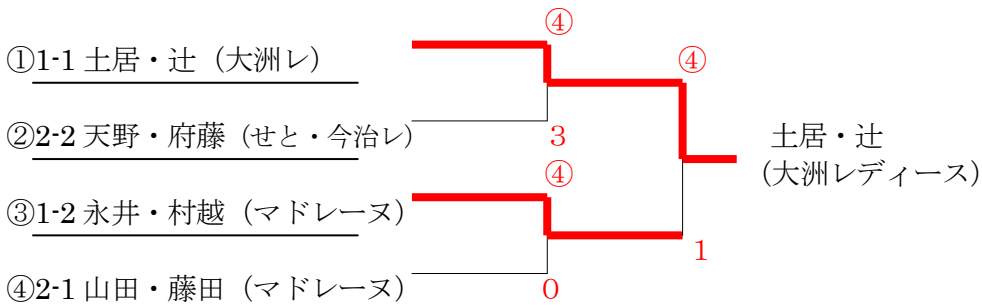 ④
①1-1 土居・辻（大洲レ）
④
②2-2 天野・府藤（せと・今治レ）
3
土居・辻
（大洲レディース）
④
③1-2 永井・村越（マドレーヌ）
1
④2-1 山田・藤田（マドレーヌ）
0